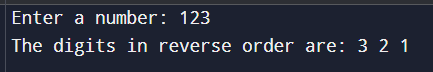 Enter a number: 123
The digits in reverse order are: 3 2 1